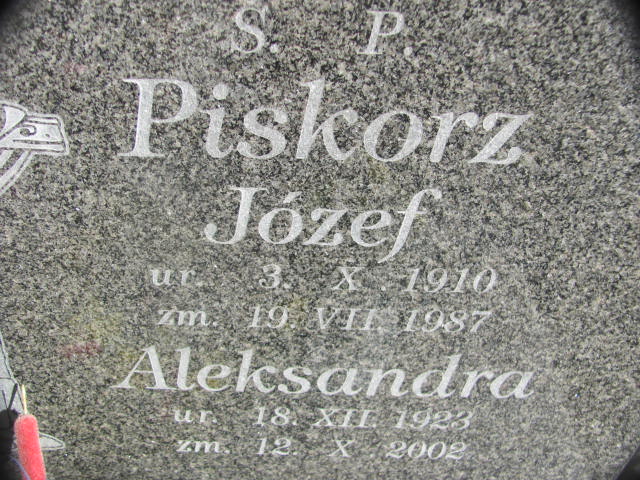 S. P.
Piskorz
Józef
ur. 3. X. 1910
zm. 19. VII. 1987
Aleksandra
ur. 18. XII. 1923
zm. 12. X. 2002